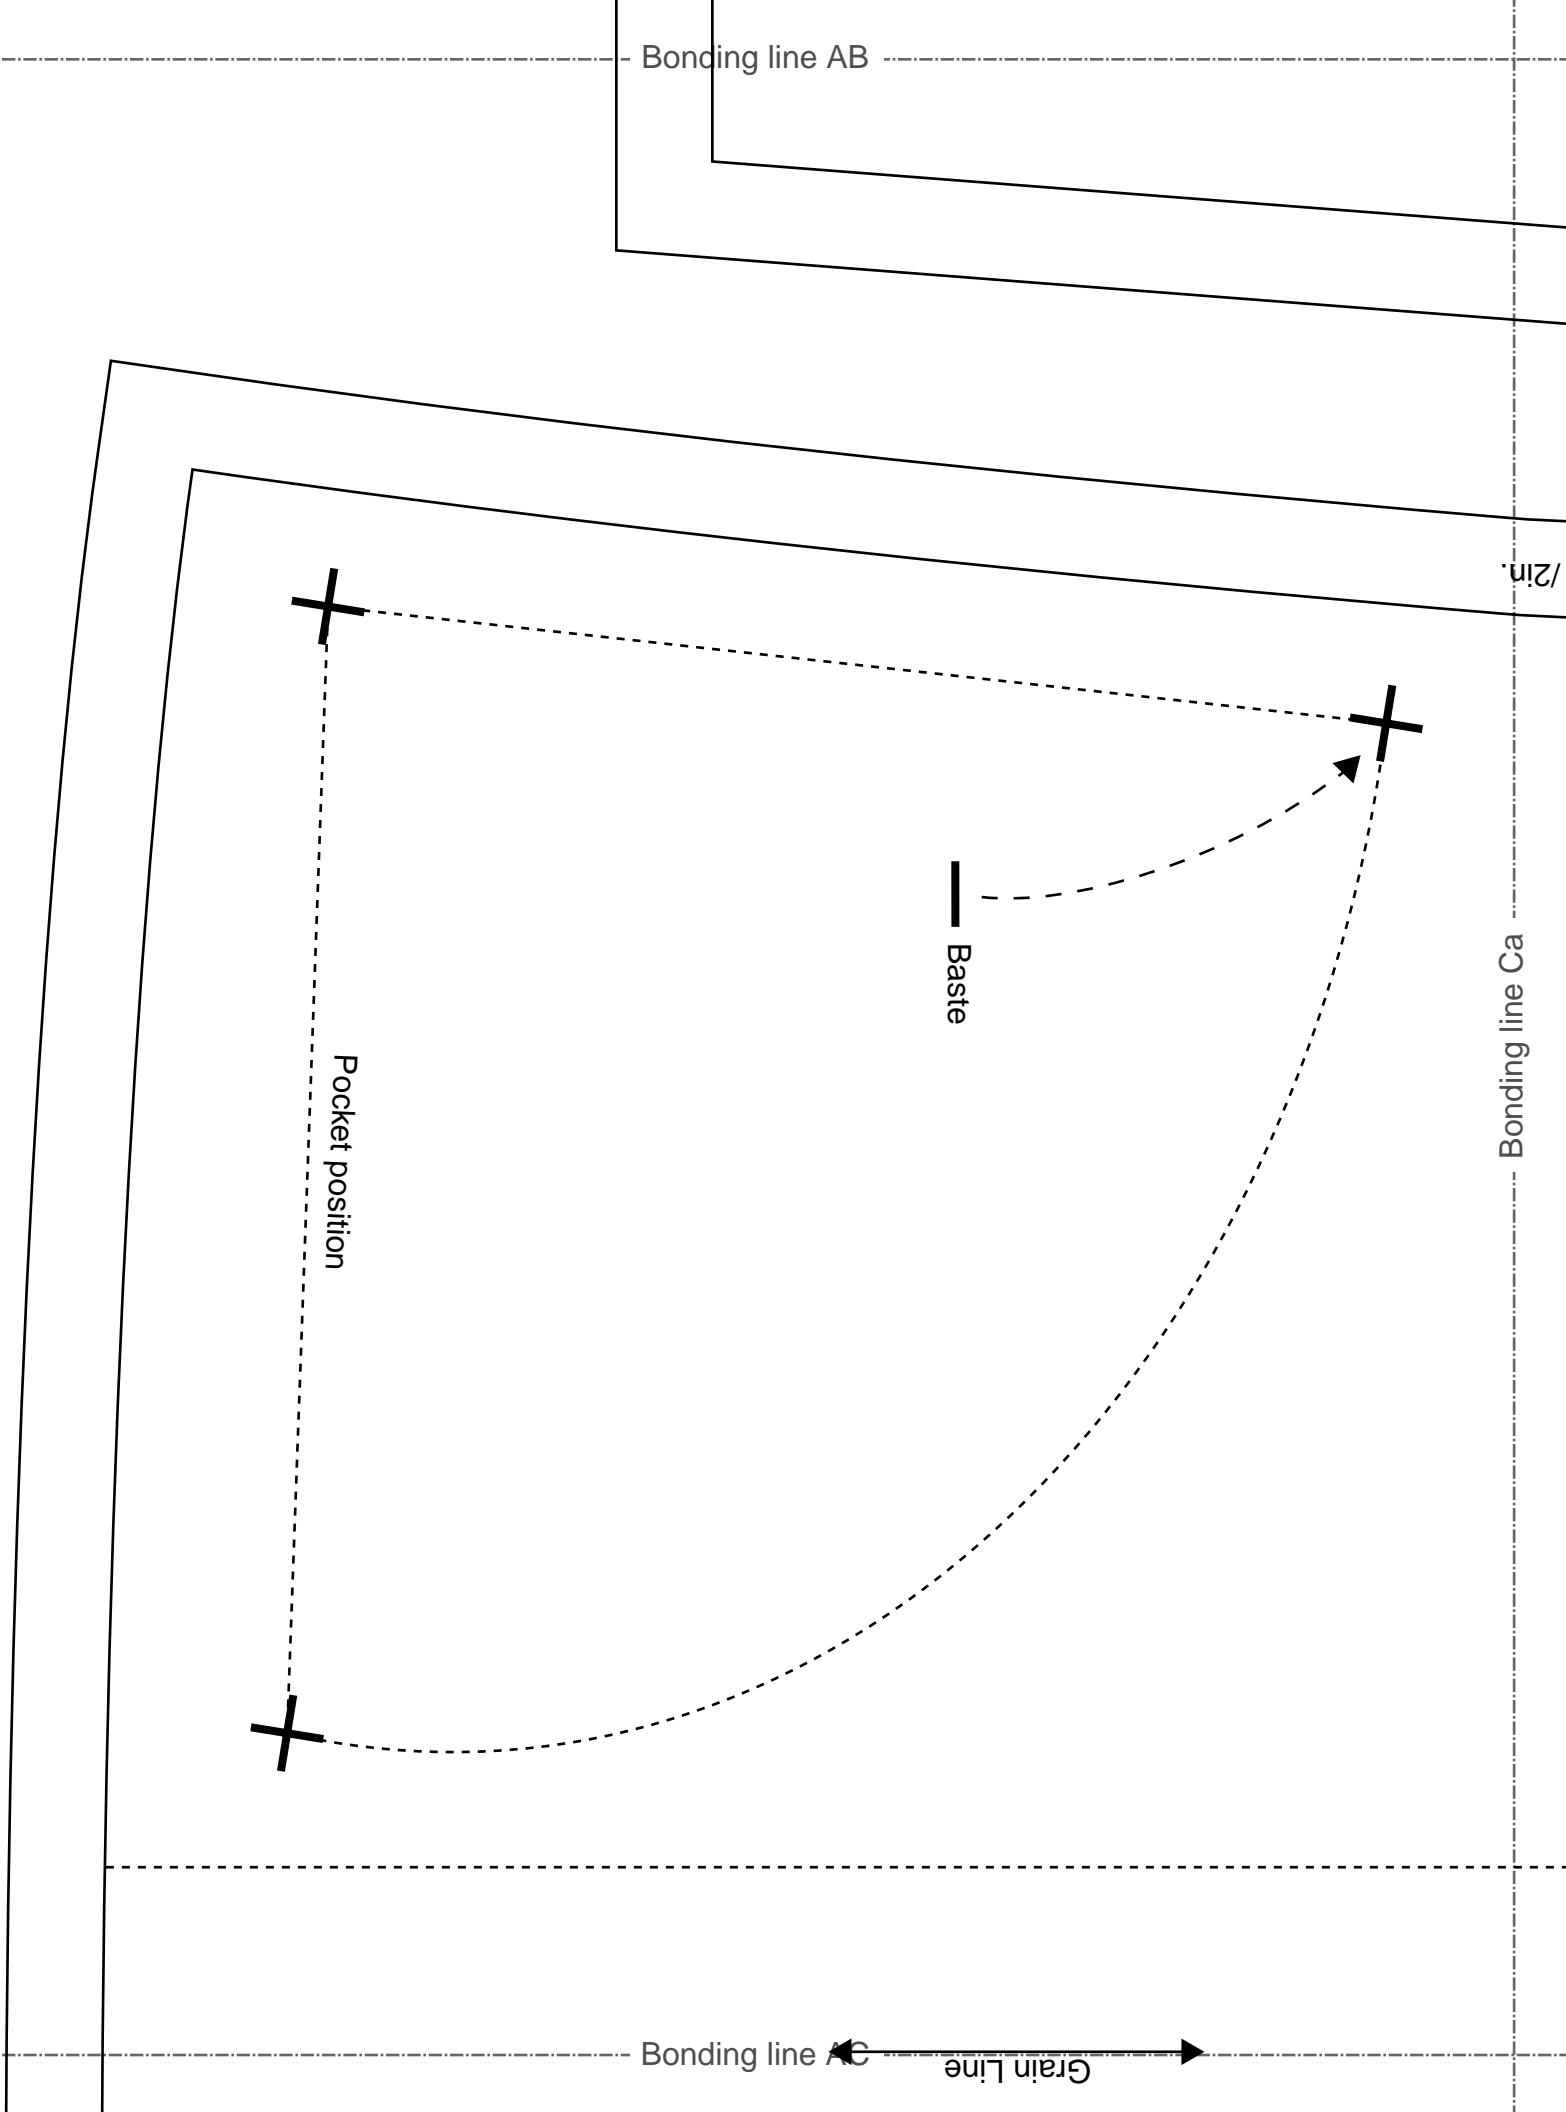 Bonding line AB
/2in.
Baste
Bonding line Ca
Pocket position
Bonding line AC
Grain Line